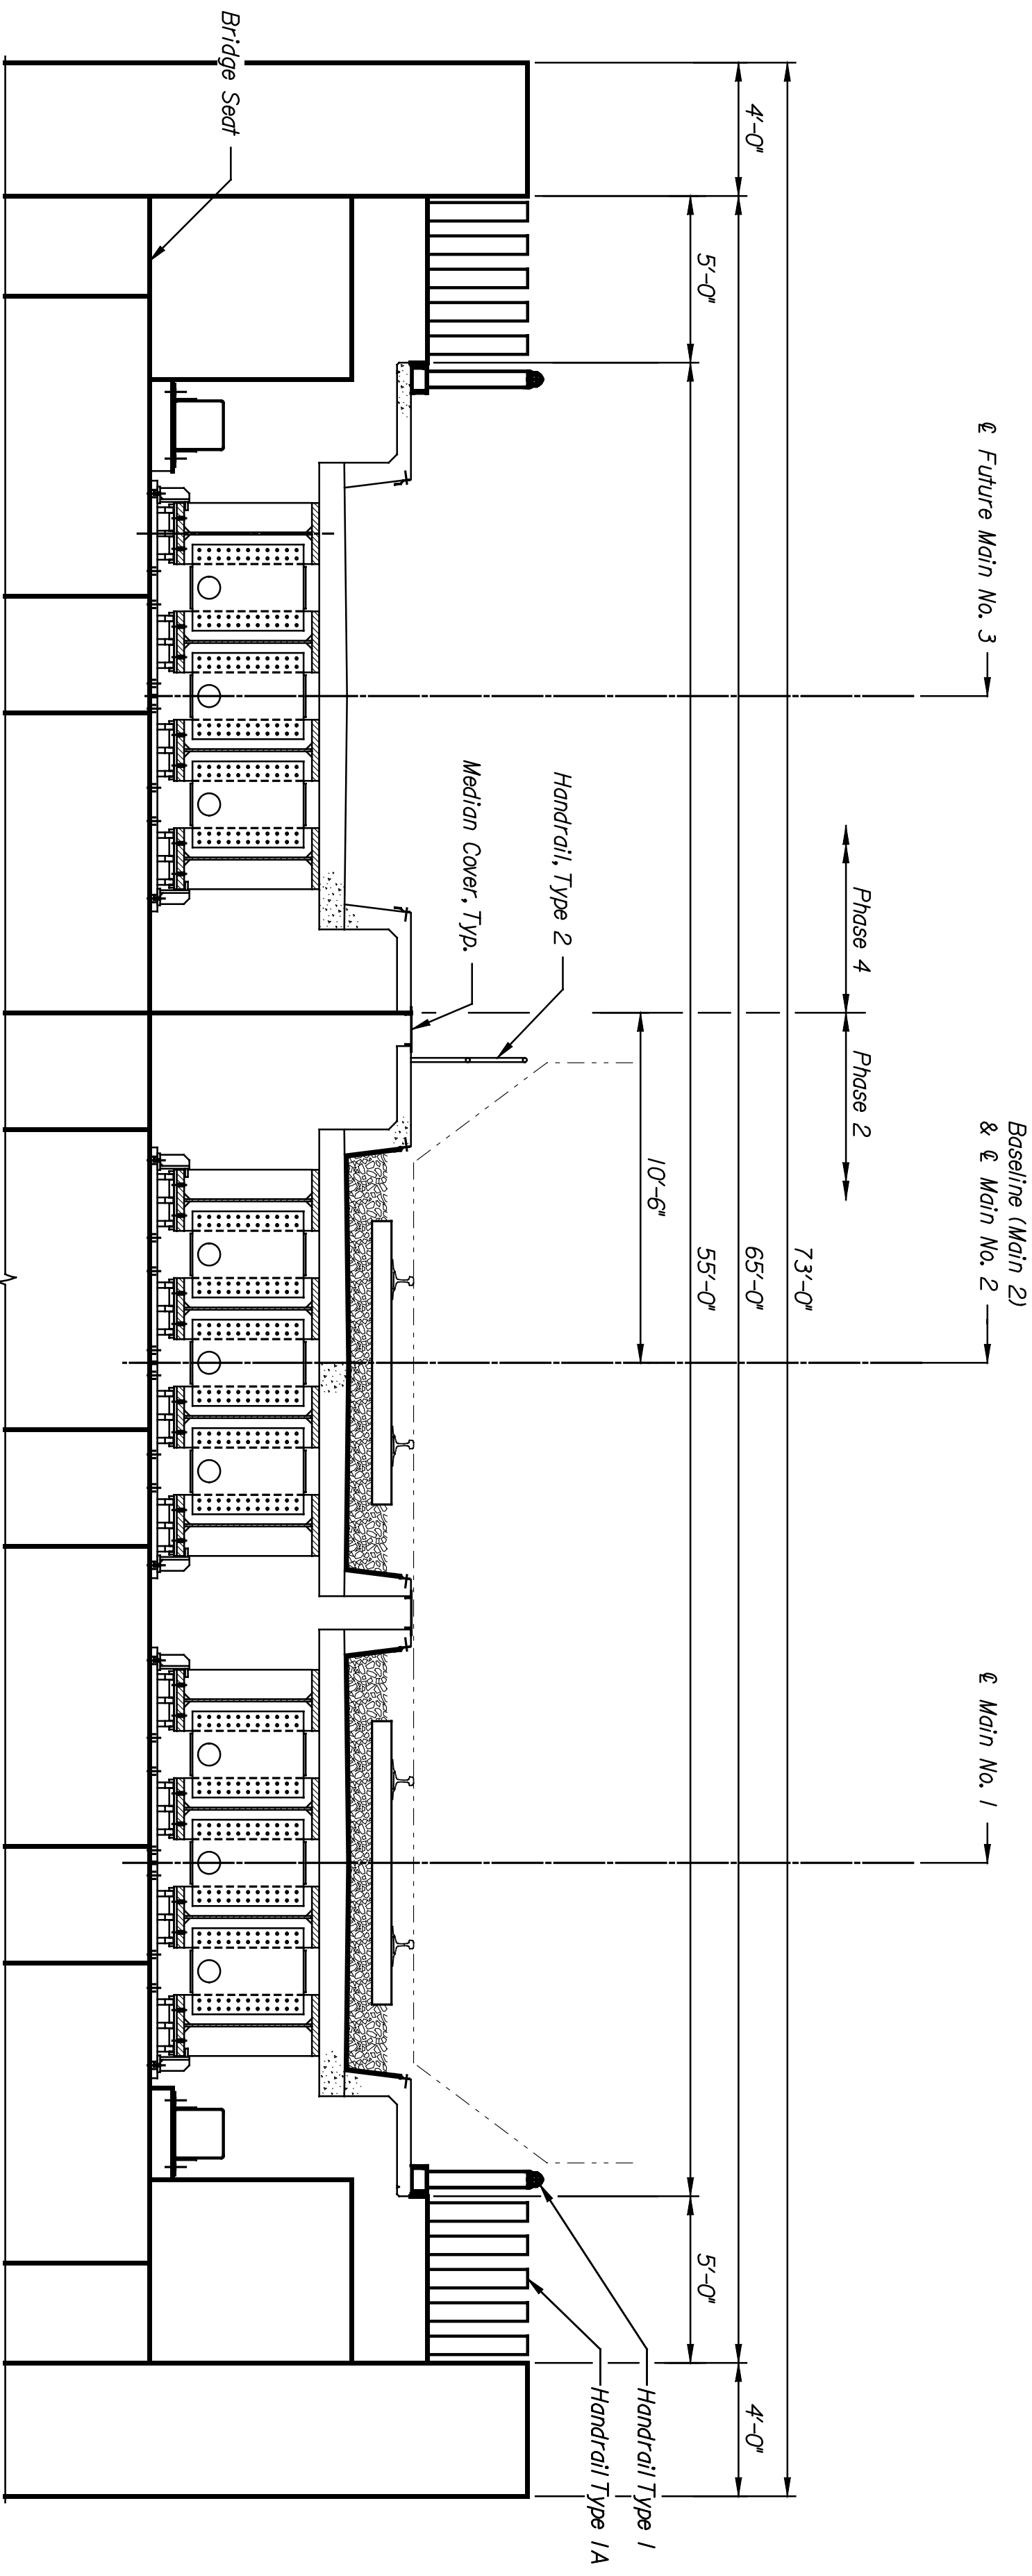 ℄ Future Main No. 3
Baseline (Main 2)
& ℄ Main No. 2
℄ Main No. 1
Phase 4
Phase 2
73'-0"
4'-0"
65'-0"
4'-0"
5'-0"
55'-0"
5'-0"
10'-6"
Handrail, Type 2
Median Cover, Typ.
Handrail Type 1
Handrail Type 1A
Bridge Seat